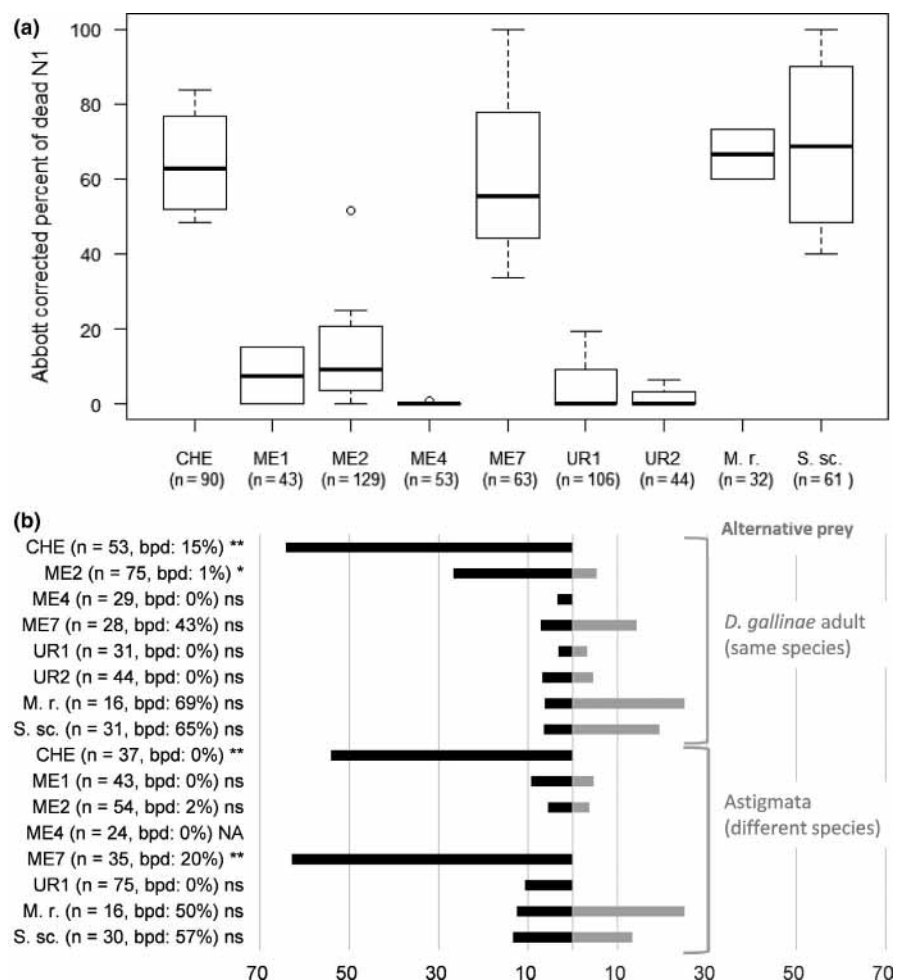 (a)
Abbott corrected percent of dead N1
100
80
60
40
20
0
CHE ME1 ME2 ME4 ME7 UR1 UR2 M. r. S. sc.
(n = 90) (n = 43) (n = 129) (n = 53) (n = 63) (n = 106) (n = 44) (n = 32) (n = 61 )
(b)
Alternative prey
CHE (n = 53, bpd: 15%) **
ME2 (n = 75, bpd: 1%) *
ME4 (n = 29, bpd: 0%) ns
ME7 (n = 28, bpd: 43%) ns
UR1 (n = 31, bpd: 0%) ns
UR2 (n = 44, bpd: 0%) ns
M. r. (n = 16, bpd: 69%) ns
S. sc. (n = 31, bpd: 65%) ns
D. gallinae adult
(same species)
CHE (n = 37, bpd: 0%) **
ME1 (n = 43, bpd: 0%) ns
ME2 (n = 54, bpd: 2%) ns
ME4 (n = 24, bpd: 0%) NA
ME7 (n = 35, bpd: 20%) **
UR1 (n = 75, bpd: 0%) ns
M. r. (n = 16, bpd: 50%) ns
S. sc. (n = 30, bpd: 57%) ns
Astigmata
(different species)
70 50 30 10 10 30 50 70